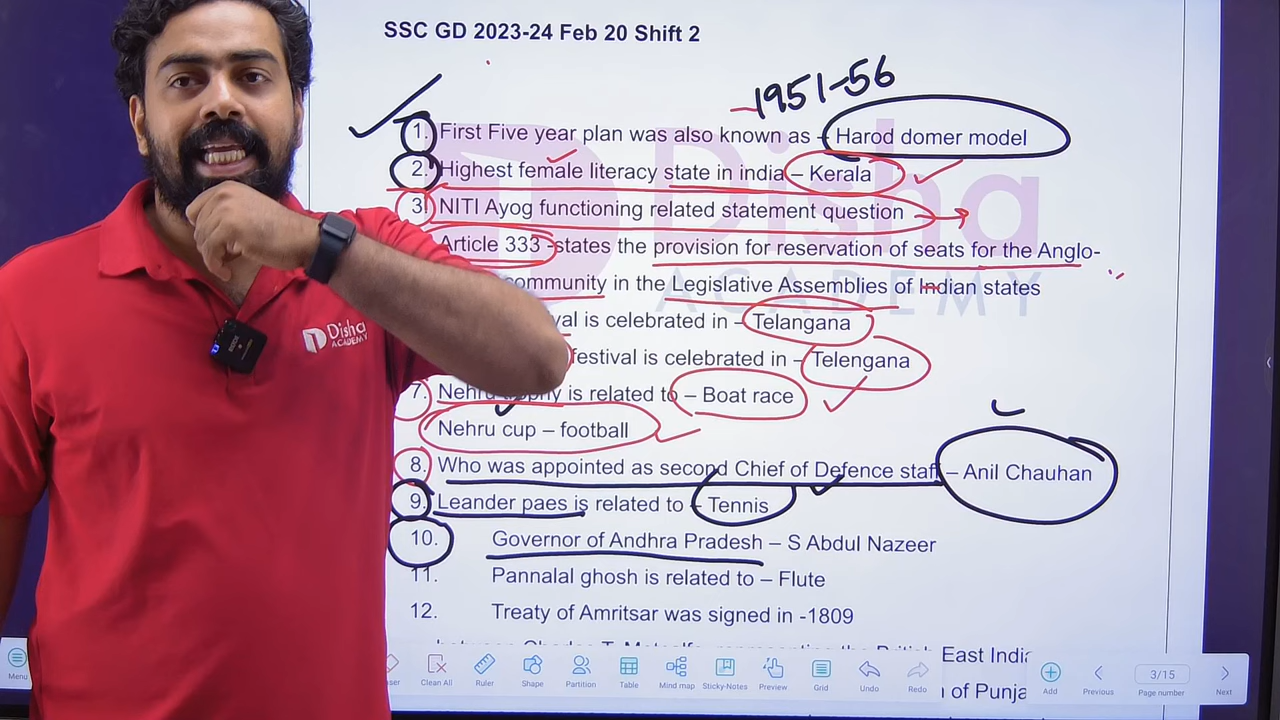 SSC GD 2023-24 Feb 20 Shift 2
1951-56
1. First Five year plan was also known as – Harod domer model
2. Highest female literacy state in india – Kerala
3. NITI Ayog functioning related statement question
Article 333 -states the provision for reservation of seats for the Anglo-
community in the Legislative Assemblies of Indian states
is celebrated in – Telangana
festival is celebrated in – Telengana
7. Nehru trophy is related to – Boat race
Nehru cup – football
8. Who was appointed as second Chief of Defence staff – Anil Chauhan
9. Leander paes is related to – Tennis
10. Governor of Andhra Pradesh – S Abdul Nazeer
11. Pannalal ghosh is related to – Flute
12. Treaty of Amritsar was signed in -1809
East India
of Punja
Disha
ACADEMY
Disha
ACADEMY
Menu
Clean All
Ruler
Shape
Partition
Table
Mind map
Sticky-Notes
Preview
Grid
Undo
Redo
Add
Previous
3/15
Page number
Next